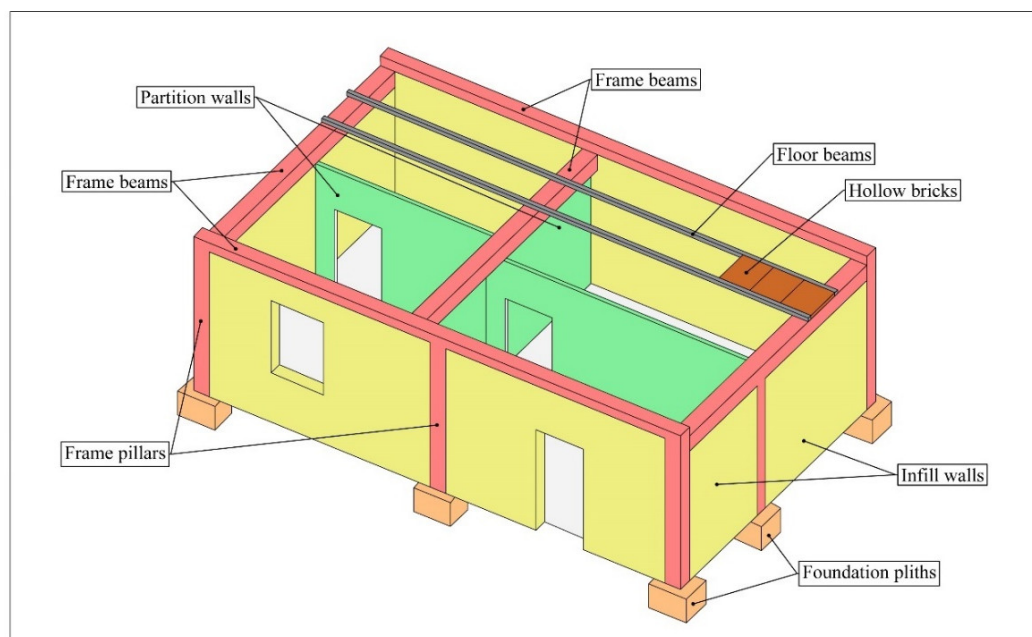 Frame beams
Partition walls
Floor beams
Frame beams
Hollow bricks
Frame pillars
Infill walls
Foundation pliths